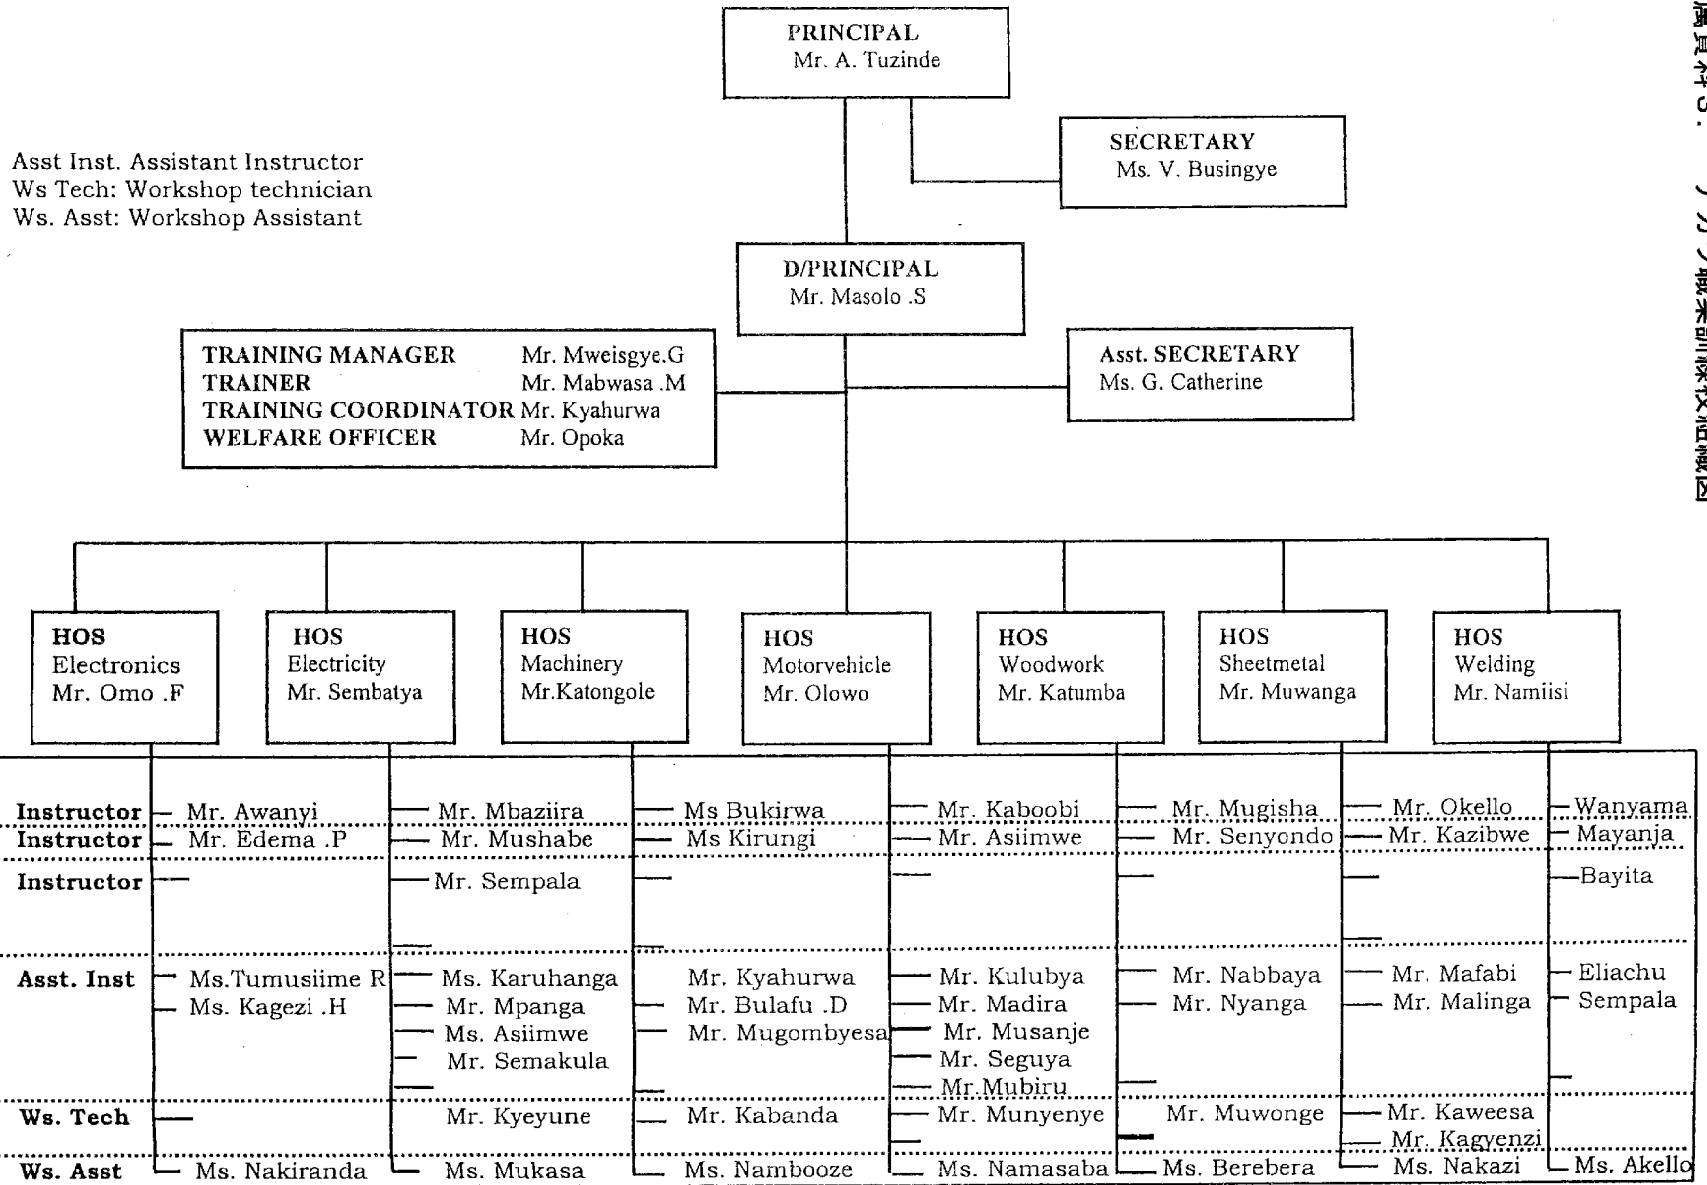 PRINCIPAL
Mr. A. Tuzinde
SECRETARY
Ms. V. Busingye
Asst Inst. Assistant Instructor
Ws Tech: Workshop technician
Ws. Asst: Workshop Assistant
D/PRINCIPAL
Mr. Masolo .S
TRAINING MANAGER Mr. Mweisgye.G
TRAINER Mr. Mabwasa .M
TRAINING COORDINATOR Mr. Kyahurwa
WELFARE OFFICER Mr. Opoka
Asst. SECRETARY
Ms. G. Catherine
HOS
Electronics
Mr. Omo .F
HOS
Electricity
Mr. Sembatya
HOS
Machinery
Mr.Katongole
HOS
Motorvehicle
Mr. Olowo
HOS
Woodwork
Mr. Katumba
HOS
Sheetmetal
Mr. Muwanga
HOS
Welding
Mr. Namiisi
Instructor Mr. Awanyi Mr. Mbaziira Ms Bukirwa Mr. Kaboobi Mr. Mugisha Mr. Okello Wanyama
Instructor Mr. Edema .P Mr. Mushabe Ms Kirungi Mr. Asiimwe Mr. Senyondo Mr. Kazibwe Mayanja
Instructor Mr. Sempala Bayita
Asst. Inst Ms.Tumusiime R Ms. Karuhanga Mr. Kyahurwa Mr. Kulubya Mr. Nabbaya Mr. Mafabi Eliachu
Ms. Kagezi .H Mr. Mpanga Mr. Bulafu .D Mr. Madira Mr. Nyanga Mr. Malinga Sempala
Ms. Asiimwe Mr. Mugombyesa Mr. Musanje
Mr. Semakula Mr. Seguya
Mr.Mubiru
Ws. Tech Mr. Kyeyune Mr. Kabanda Mr. Munyenye Mr. Muwonge Mr. Kaweesa
Mr. Kagyenzi
Ws. Asst Ms. Nakiranda Ms. Mukasa Ms. Nambooze Ms. Namasaba Ms. Berebera Ms. Nakazi Ms. Akello